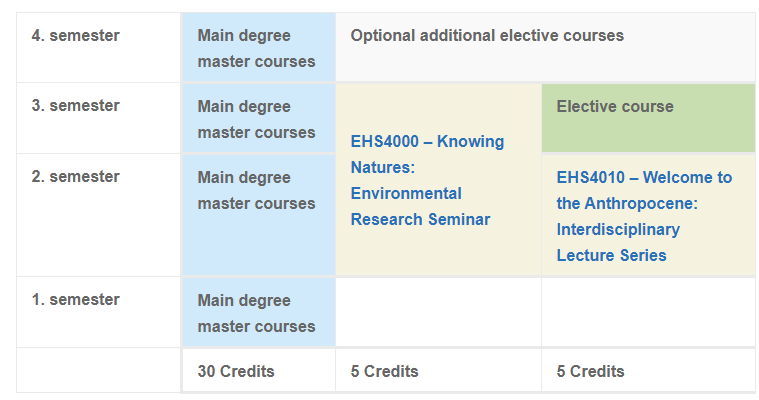 4. semester
Main degree
master courses
Optional additional elective courses
3. semester
Main degree
master courses
EHS4000 – Knowing
Natures:
Environmental
Research Seminar
Elective course
2. semester
Main degree
master courses
EHS4010 – Welcome to
the Anthropocene:
Interdisciplinary
Lecture Series
1. semester
Main degree
master courses
30 Credits
5 Credits
5 Credits